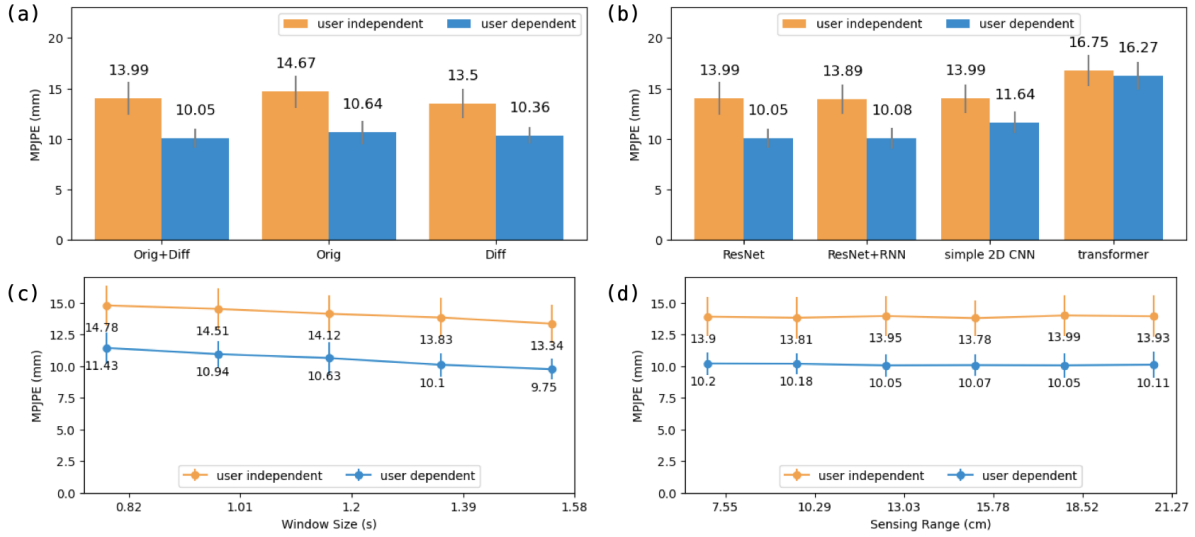 (a)
user independent
user dependent
20
15
10
5
0
MPJPE (mm)
13.99
10.05
14.67
10.64
13.5
10.36
Orig+Diff
Orig
Diff
(b)
user independent
user dependent
20
15
10
5
0
MPJPE (mm)
13.99
10.05
13.89
10.08
13.99
11.64
16.75
16.27
ResNet
ResNet+RNN
simple 2D CNN
transformer
(c)
15.0
12.5
10.0
7.5
5.0
2.5
0.0
MPJPE (mm)
14.78
14.51
14.12
13.83
13.34
11.43
10.94
10.63
10.1
9.75
user independent
user dependent
0.82
1.01
1.2
1.39
1.58
Window Size (s)
(d)
15.0
12.5
10.0
7.5
5.0
2.5
0.0
MPJPE (mm)
13.9
13.81
13.95
13.78
13.99
13.93
10.2
10.18
10.05
10.07
10.05
10.11
user independent
user dependent
7.55
10.29
13.03
15.78
18.52
21.27
Sensing Range (cm)